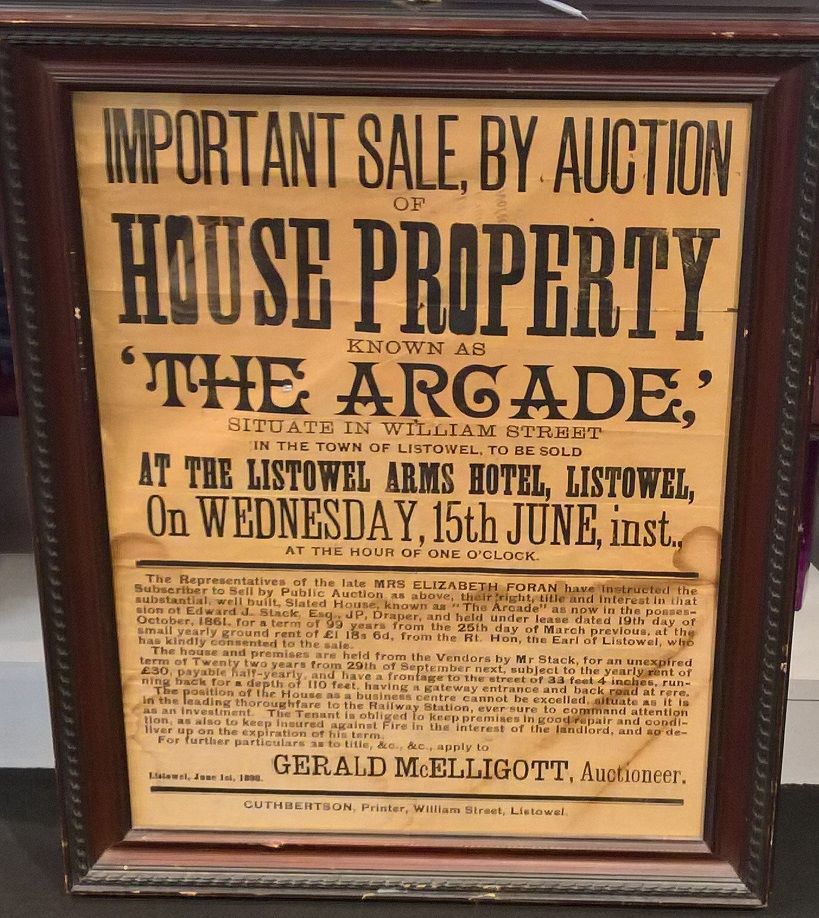 IMPORTANT SALE, BY AUCTION
OF
HOUSE PROPERTY
KNOWN AS
'THE ARCADE,'
SITUATE IN WILLIAM STREET
IN THE TOWN OF LISTOWEL, TO BE SOLD
AT THE LISTOWEL ARMS HOTEL, LISTOWEL,
On WEDNESDAY, 15th JUNE, inst.,
AT THE HOUR OF ONE O'CLOCK.
The Representatives of the late MRS ELIZABETH FORAN have instructed the
Subscriber to Sell by Public Auction as above, their right, title and interest in that
substantial, well built, Slated House, known as "The Arcade" as now in the posses-
sion of Edward J. Stack, Esq., JP, Draper, and held under lease dated 19th day of
October, 1861, for a term of 99 years from the 25th day of March previous, at the
small yearly ground rent of £1 18s 6d, from the Rt. Hon, the Earl of Listowel, who
has kindly consented to the sale.
The house and premises are held from the Vendors by Mr Stack, for an unexpired
term of Twenty two years from 29th of September next, subject to the yearly rent of
£30, payable half-yearly, and have a frontage to the street of 33 feet 4 inches, run-
ning back for a depth of 110 feet, having a gateway entrance and back road at rere.
The position of the House as a business centre cannot be excelled, situate as it is
in the leading thoroughfare to the Railway Station, ever sure to command attention
as an investment. The Tenant is obliged to keep premises in good repair and condi-
tion, as also to keep insured against Fire in the interest of the landlord, and so de-
liver up on the expiration of his term.
For further particulars as to title, &c., &c., apply to
GERALD McELLIGOTT, Auctioneer.
Listowel, June 1st,
CUTHBERTSON, Printer, William Street, Listowel.